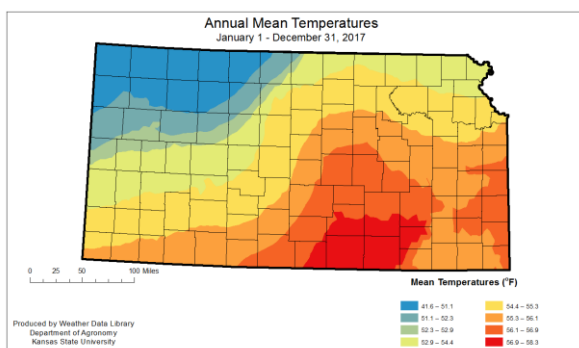 Annual Mean Temperatures
January 1 - December 31, 2017
0 25 50 100 Miles
Mean Temperatures (°F)
41.6 – 51.1
51.1 – 52.3
52.3 – 52.9
52.9 – 54.4
54.4 – 55.3
55.3 – 56.1
56.1 – 56.9
56.9 – 58.3
Produced by Weather Data Library
Department of Agronomy
Kansas State University